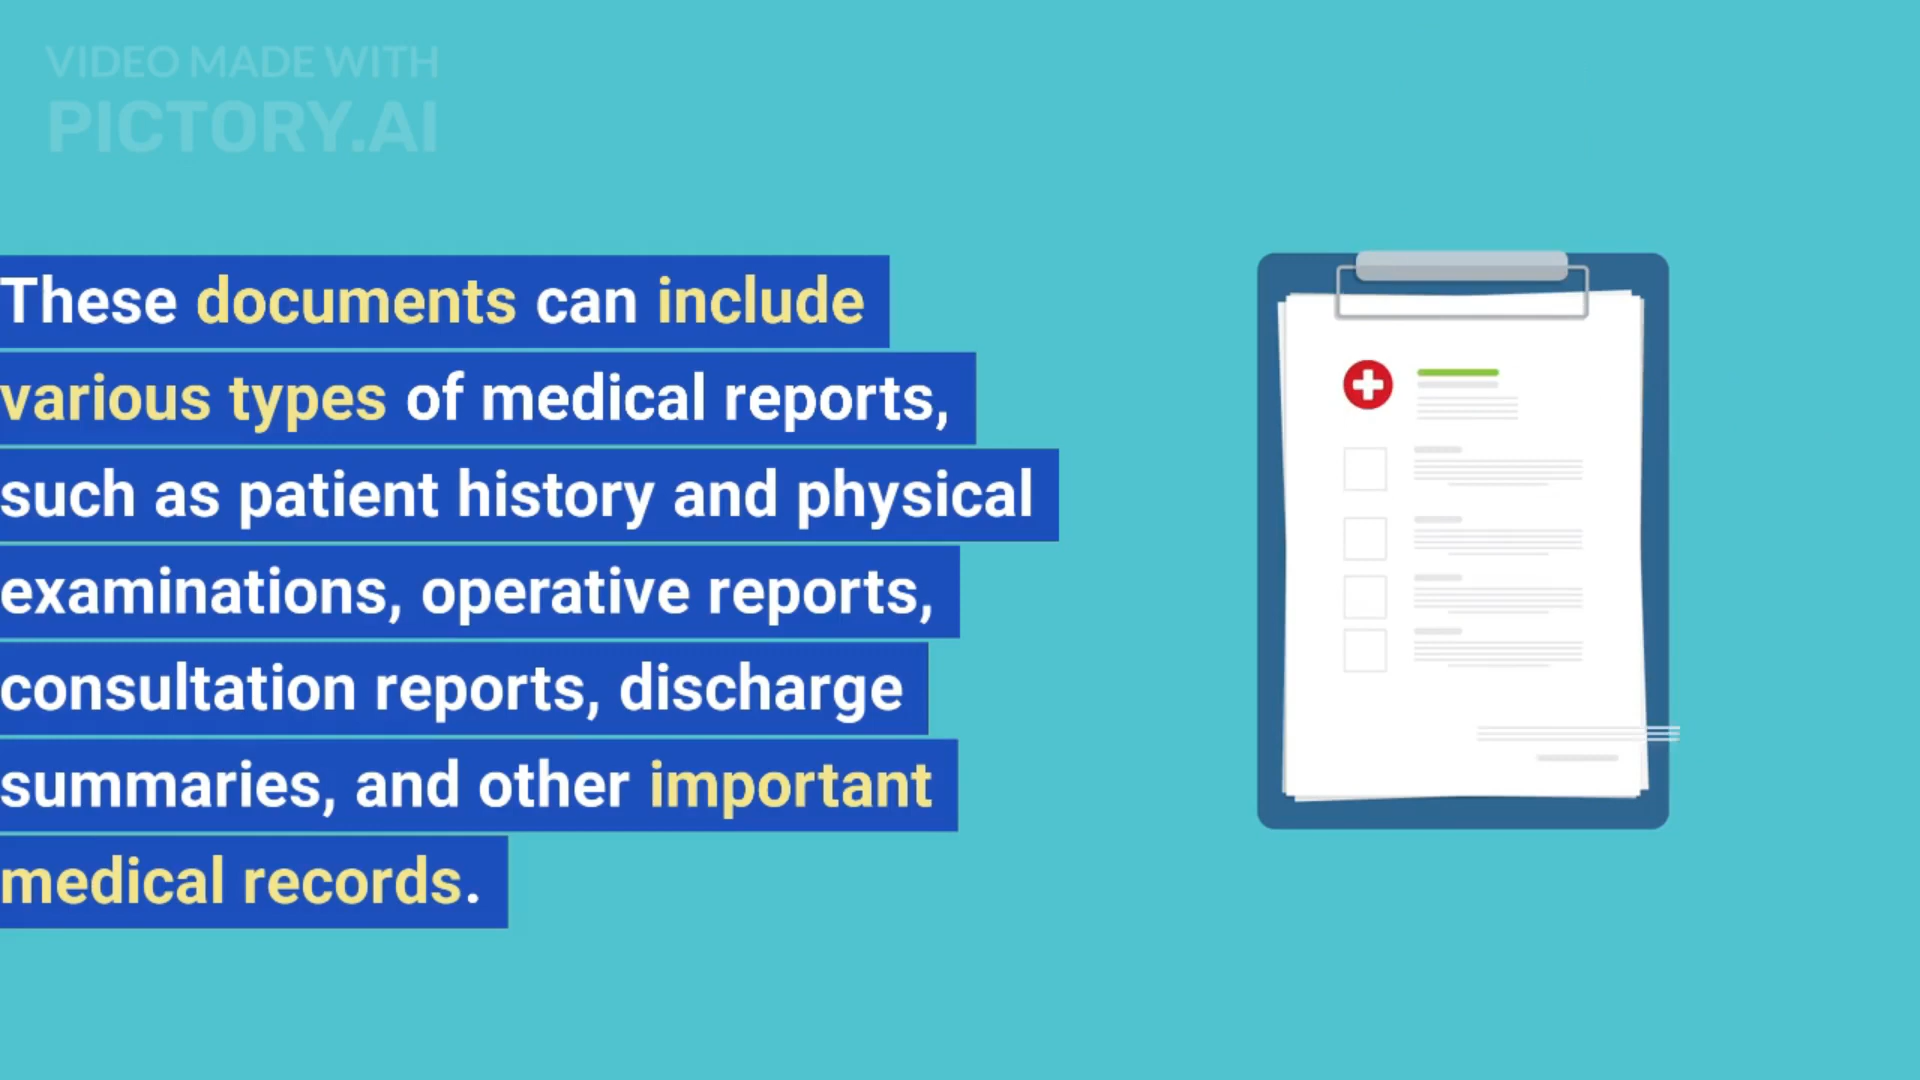 VIDEO MADE WITH
PICTORY.AI
These documents can include
various types of medical reports,
such as patient history and physical
examinations, operative reports,
consultation reports, discharge
summaries, and other important
medical records.